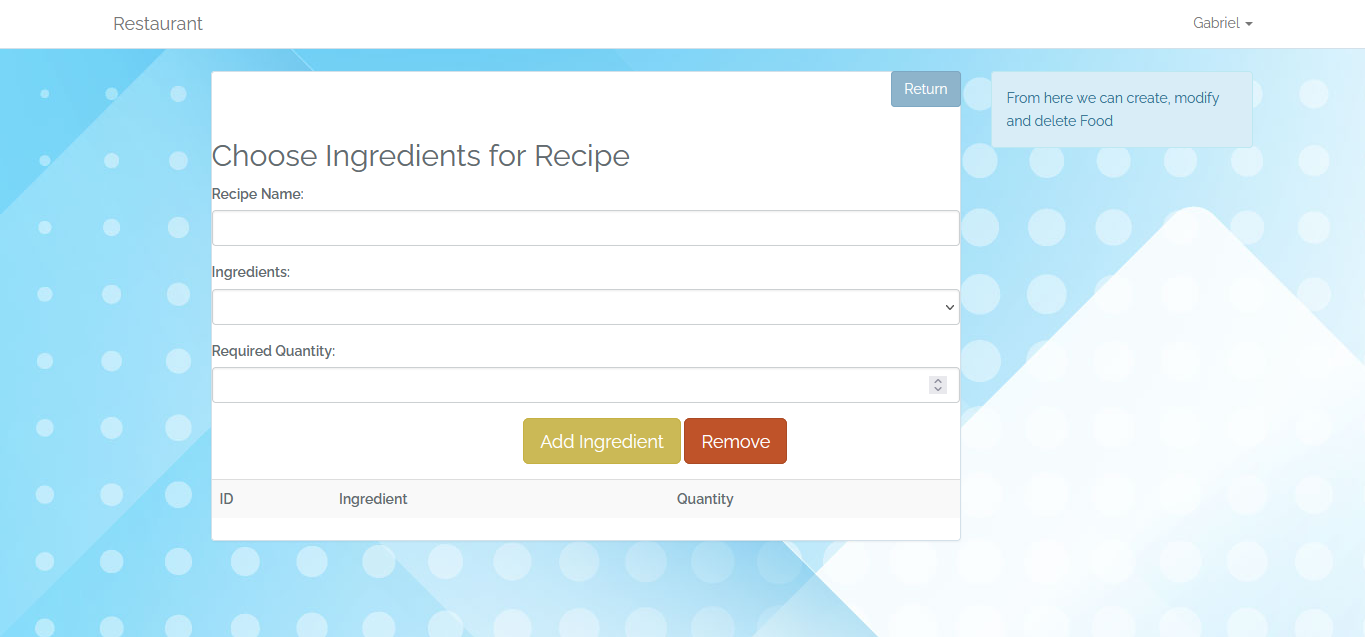 Restaurant
Gabriel
Return
From here we can create, modify
and delete Food
Choose Ingredients for Recipe
Recipe Name:
Ingredients:
Required Quantity:
Add Ingredient Remove
ID Ingredient Quantity